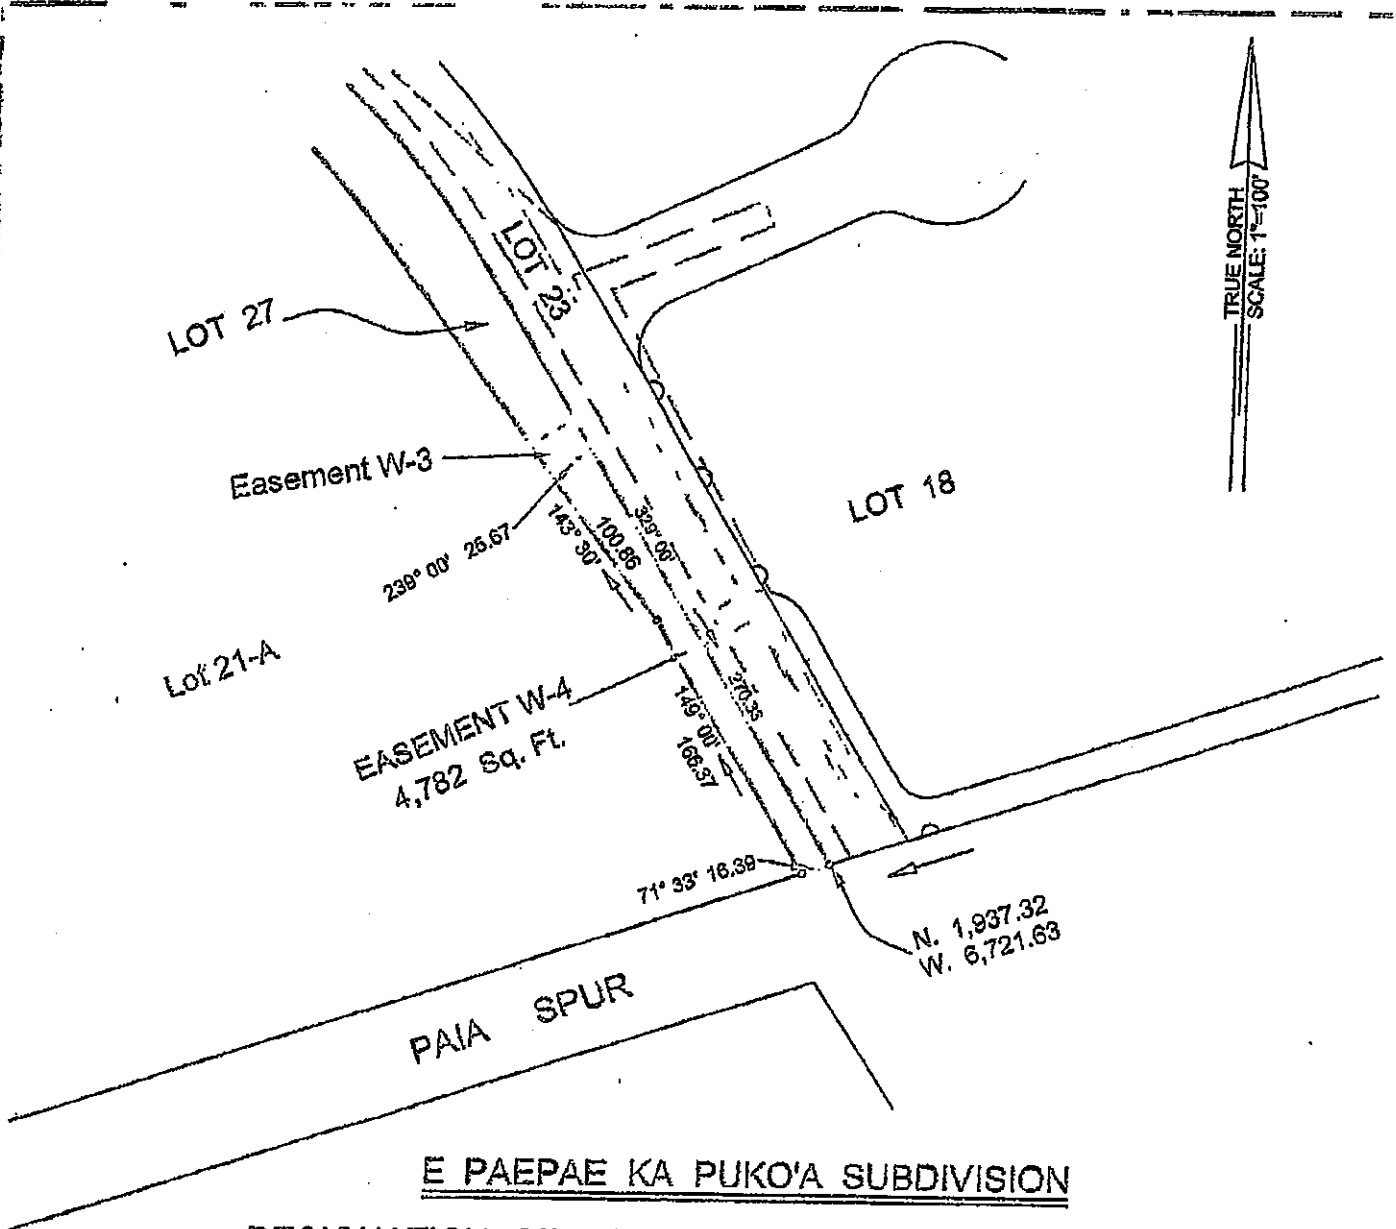 TRUE NORTH
SCALE: 1"=100'
LOT 23
LOT 27
Easement W-3
LOT 18
329° 00'
100.86
143° 30'
239° 00' 25.67
Lot 21-A
EASEMENT W-4
4,782 Sq. Ft.
270.35
149° 00'
166.37
71° 33' 16.39
N. 1,937.32
W. 6,721.63
PAIA SPUR
E PAEPAE KA PUKO'A SUBDIVISION